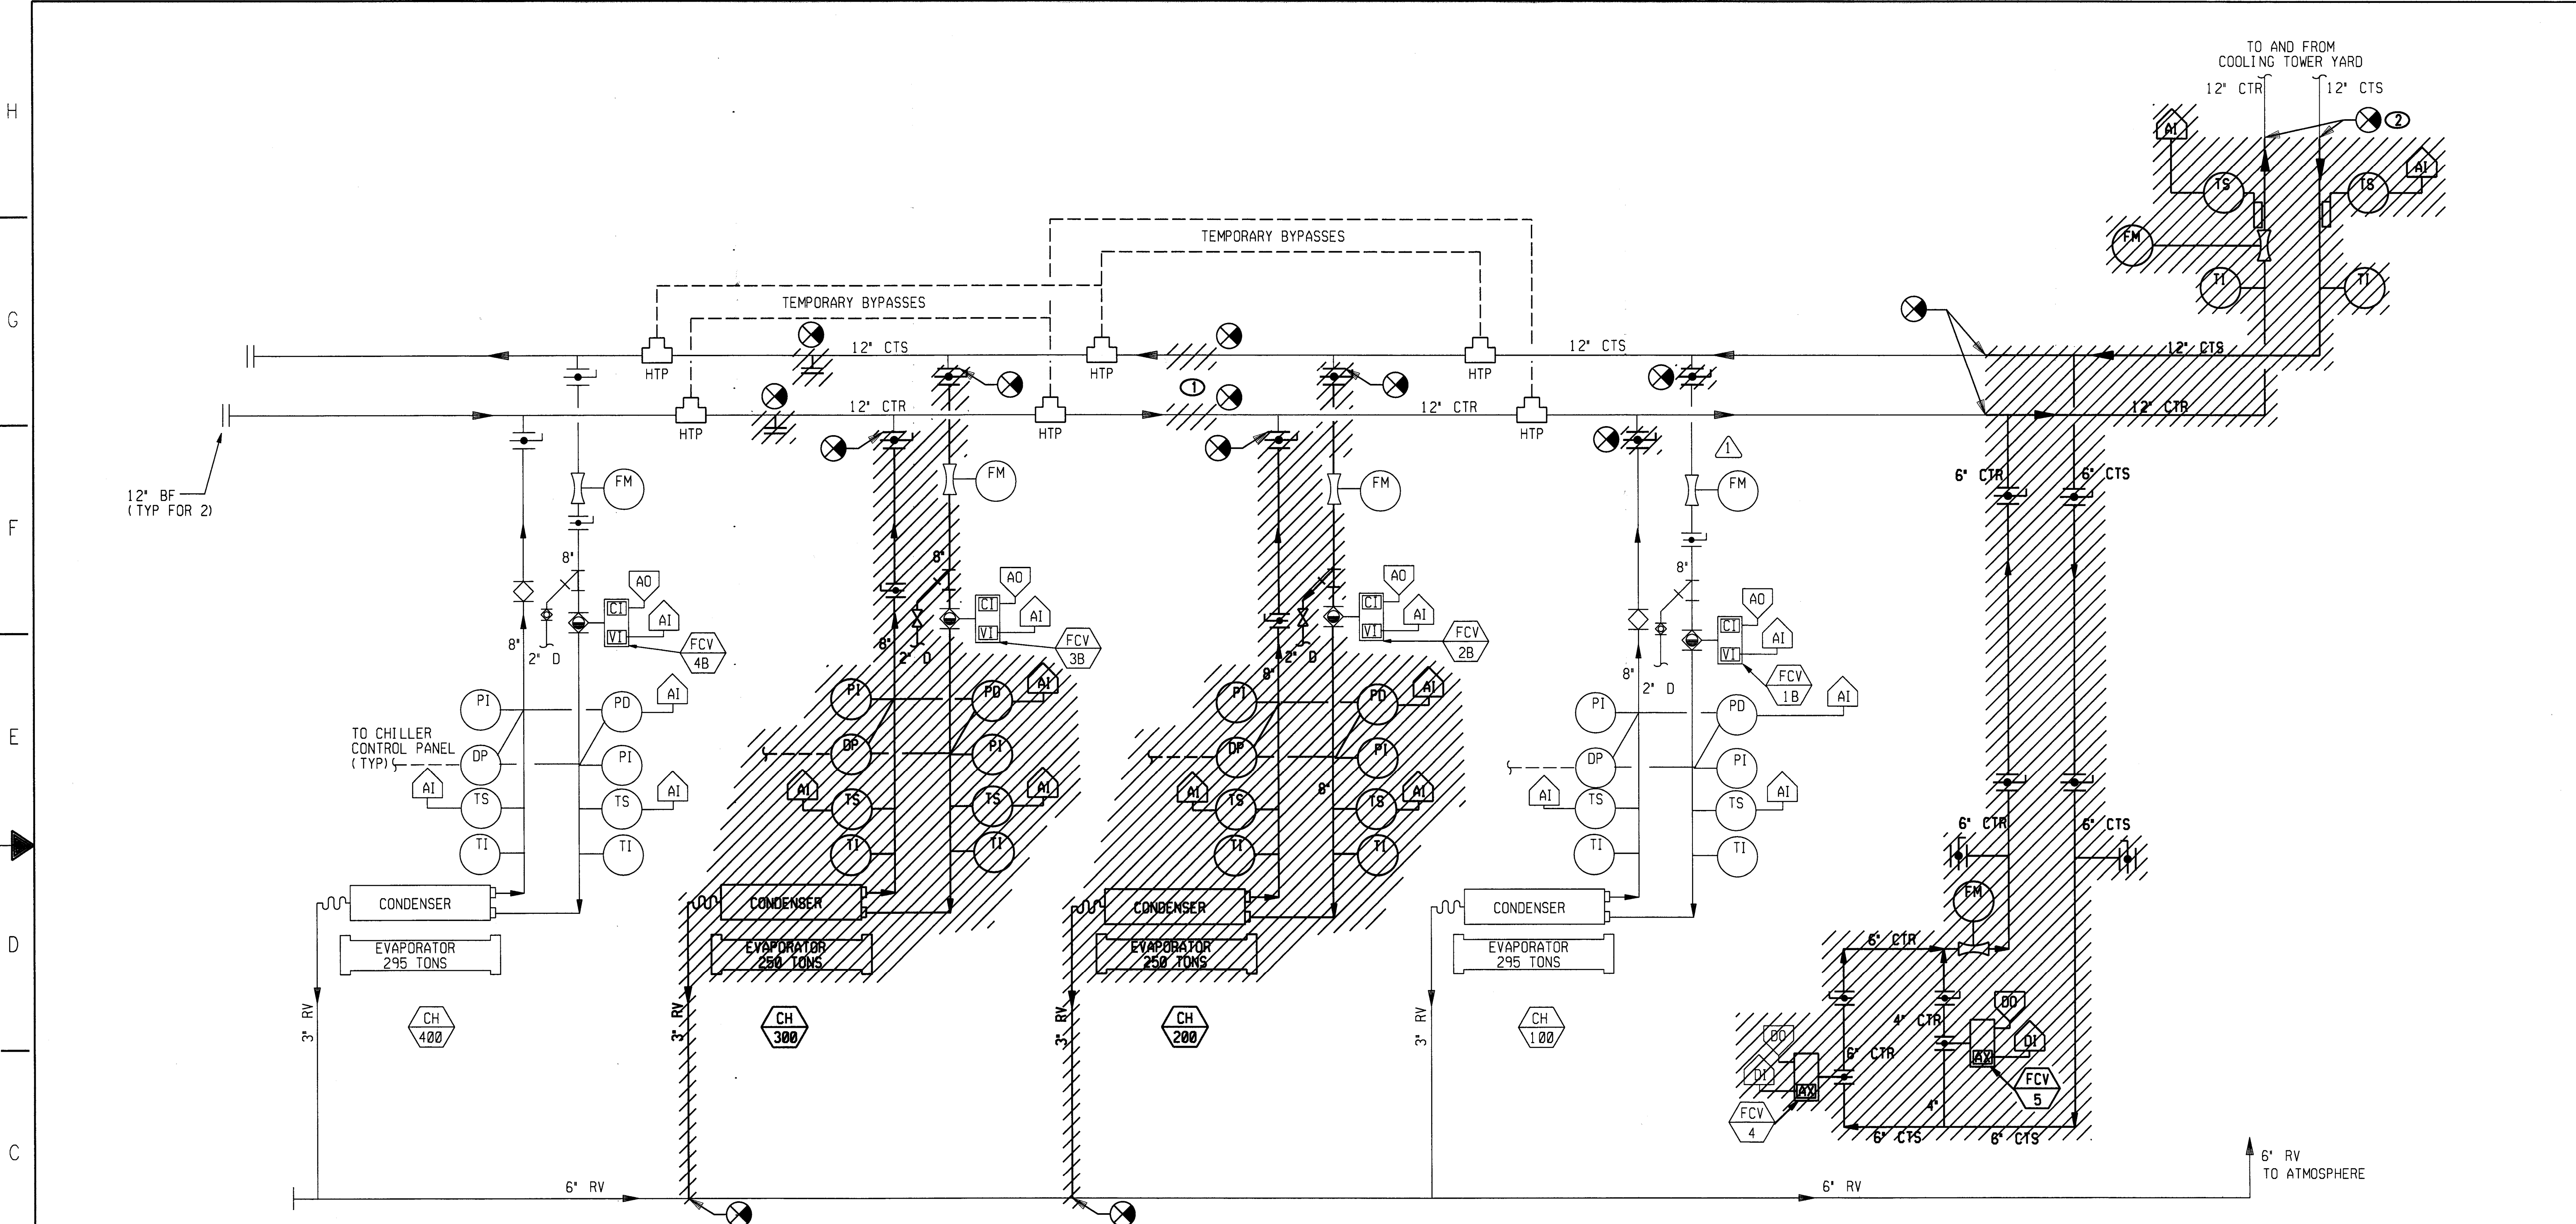 TO AND FROM
COOLING TOWER YARD
12" CTR
12" CTS
H
AI
2
TS
TS
AI
TEMPORARY BYPASSES
FM
TI
TI
TEMPORARY BYPASSES
G
12" CTS
12" CTS
12" CTS
HTP
HTP
HTP
1
12" CTR
12" CTR
12" CTR
HTP
HTP
HTP
1
12" BF
(TYP FOR 2)
FM
FM
FM
FM
6" CTR
6" CTS
F
8"
8"
8"
AO
AO
AO
AO
CI
CI
CI
CI
AI
AI
AI
AI
VI
VI
VI
VI
8"
2" D
FCV
4B
8"
2" D
FCV
3B
8"
2" D
FCV
2B
8"
2" D
FCV
1B
PI
PD
AI
PI
PD
AI
PI
PD
AI
PI
PD
AI
E
TO CHILLER
CONTROL PANEL
(TYP)
DP
PI
DP
PI
DP
PI
DP
PI
AI
TS
TS
AI
AI
TS
TS
AI
AI
8"
TS
TS
AI
AI
TS
TS
AI
TI
TI
TI
TI
TI
TI
TI
TI
6" CTR
6" CTS
FM
CONDENSER
CONDENSER
CONDENSER
CONDENSER
D
EVAPORATOR
295 TONS
EVAPORATOR
250 TONS
EVAPORATOR
250 TONS
EVAPORATOR
295 TONS
6" CTR
3" RV
CH
400
3" RV
CH
300
3" RV
CH
200
3" RV
CH
100
4" CTR
DO
DI
AX
FCV
5
DO
DI
AX
6" CTR
FCV
4
4"
6" CTS
6" CTS
C
6" RV
6" RV
6" RV
TO ATMOSPHERE